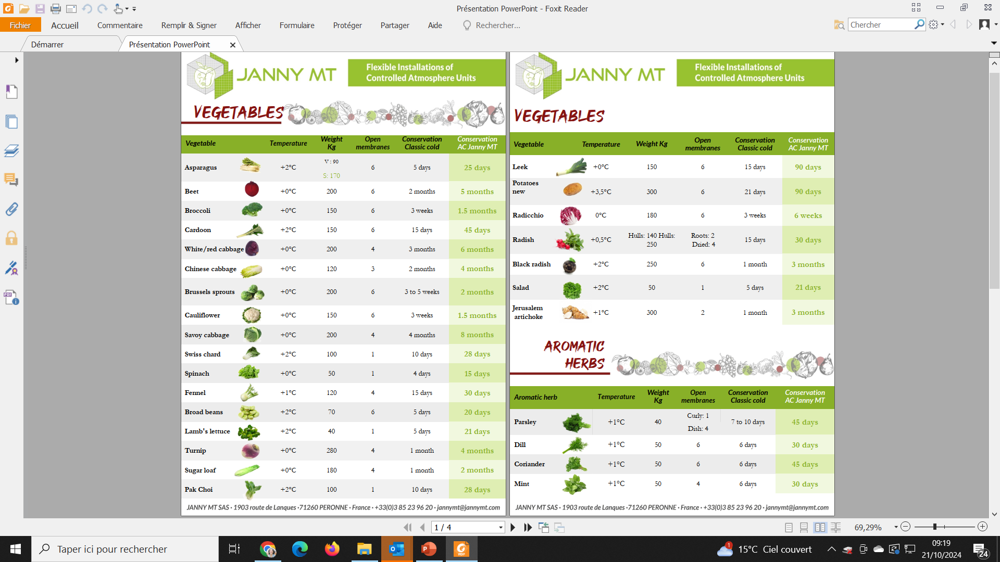 Présentation PowerPoint - Foxit Reader
Fichier Accueil Commentaire Remplir & Signer Afficher Formulaire Protéger Partager Aide Rechercher... Chercher
Démarrer Présentation PowerPoint
JANNY MT
Flexible Installations of
Controlled Atmosphere Units
VEGETABLES
Vegetable Temperature Weight Kg Open membranes Conservation Classic cold Conservation AC Janny MT
Asparagus +2°C V : 90 S: 170 6 5 days 25 days
Beet +0°C 200 6 2 months 5 months
Broccoli +0°C 150 6 3 weeks 1.5 months
Cardoon +2°C 150 6 15 days 45 days
White/red cabbage +0°C 200 4 3 months 6 months
Chinese cabbage +0°C 120 3 2 months 4 months
Brussels sprouts +0°C 200 6 3 to 5 weeks 2 months
Cauliflower +0°C 150 6 3 weeks 1.5 months
Savoy cabbage +0°C 200 4 4 months 8 months
Swiss chard +2°C 100 1 10 days 28 days
Spinach +0°C 50 1 4 days 15 days
Fennel +1°C 120 4 15 days 30 days
Broad beans +2°C 70 6 5 days 20 days
Lamb's lettuce +2°C 40 1 5 days 21 days
Turnip +0°C 280 4 1 month 4 months
Sugar loaf +0°C 180 4 1 month 2 months
Pak Choi +2°C 100 1 10 days 28 days
JANNY MT SAS · 1903 route de Lanques ·71260 PERONNE · France · +33(0)3 85 23 96 20 · jannymt@jannymt.com
JANNY MT
Flexible Installations of
Controlled Atmosphere Units
VEGETABLES
Vegetable Temperature Weight Kg Open membranes Conservation Classic cold Conservation AC Janny MT
Leek +0°C 150 6 15 days 90 days
Potatoes new +3,5°C 300 6 21 days 90 days
Radicchio 0°C 180 6 3 weeks 6 weeks
Radish +0,5°C Hulls: 140 Hulls: 250 Roots: 2 Dried: 4 15 days 30 days
Black radish +2°C 250 6 1 month 3 months
Salad +2°C 50 1 5 days 21 days
Jerusalem artichoke +1°C 300 2 1 month 3 months
AROMATIC
HERBS
Aromatic herb Temperature Weight Kg Open membranes Conservation Classic cold Conservation AC Janny MT
Parsley +1°C 40 Curly: 1 Dish: 4 7 to 10 days 45 days
Dill +1°C 50 6 6 days 30 days
Coriander +1°C 50 6 6 days 45 days
Mint +1°C 50 4 6 days 30 days
JANNY MT SAS · 1903 route de Lanques ·71260 PERONNE · France · +33(0)3 85 23 96 20 · jannymt@jannymt.com
1 / 4
69,29%
Taper ici pour rechercher
1
15°C Ciel couvert
09:19
21/10/2024
24